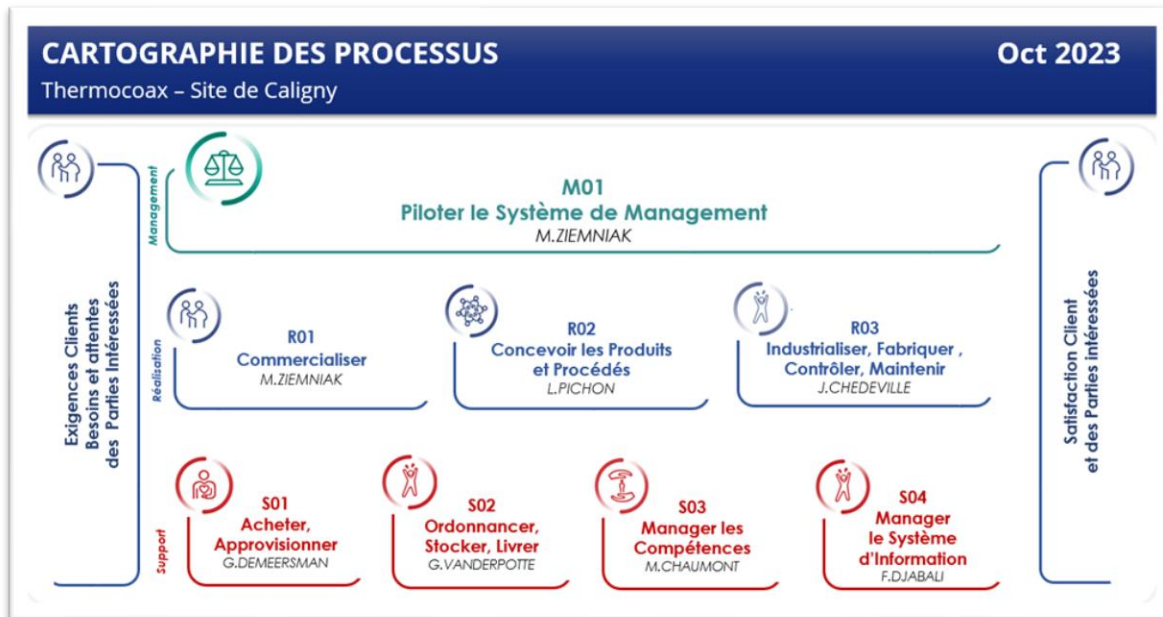 CARTOGRAPHIE DES PROCESSUS
Oct 2023
Thermocoax – Site de Caligny
Exigences Clients
Besoins et attentes
des Parties Intéressées
Management
M01
Piloter le Système de Management
M.ZIEMNIAK
Réalisation
R01
Commercialiser
M.ZIEMNIAK
R02
Concevoir les Produits
et Procédés
L.PICHON
R03
Industrialiser, Fabriquer ,
Contrôler, Maintenir
J.CHEDEVILLE
Support
S01
Acheter,
Approvisionner
G.DEMEERSMAN
S02
Ordonnancer,
Stocker, Livrer
G.VANDERPOTTE
S03
Manager les
Compétences
M.CHAUMONT
S04
Manager
le Système
d'Information
F.DJABALI
Satisfaction Client
et des Parties intéressées